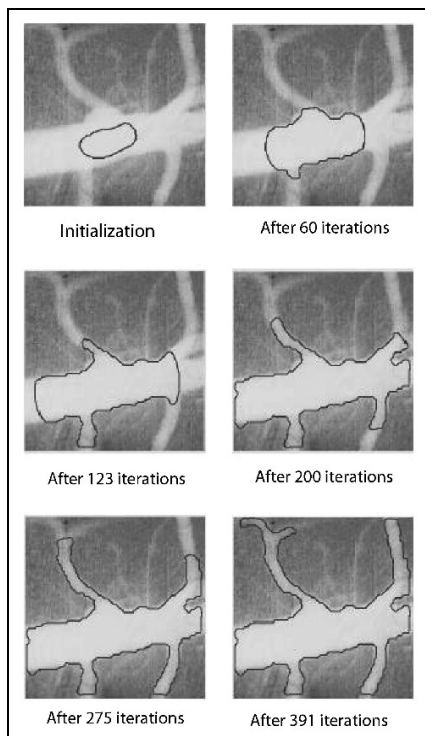 Initialization
After 60 iterations
After 123 iterations
After 200 iterations
After 275 iterations
After 391 iterations